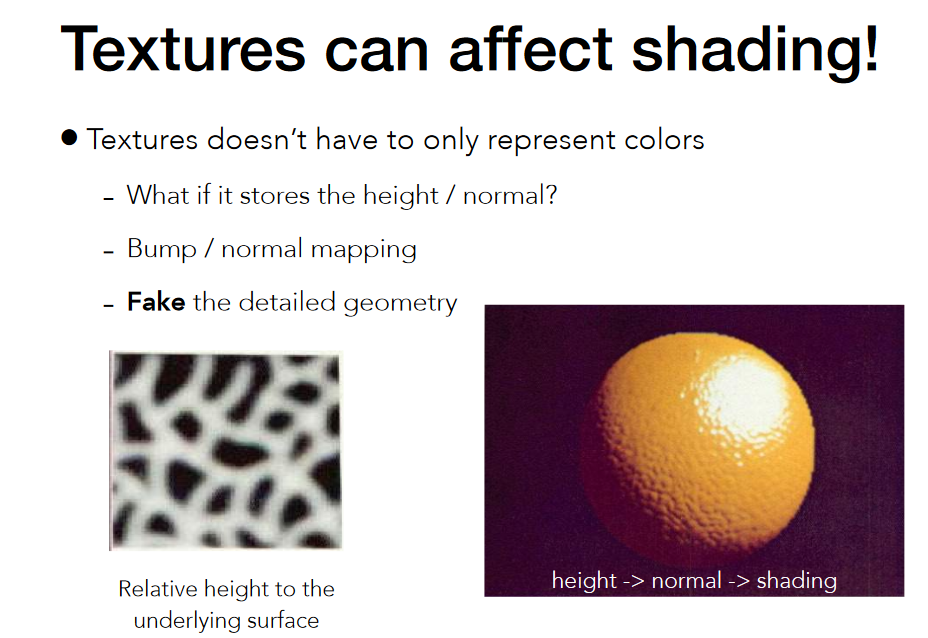 Textures can affect shading!
● Textures doesn’t have to only represent colors
- What if it stores the height / normal?
- Bump / normal mapping
- Fake the detailed geometry
height -> normal -> shading
Relative height to the
underlying surface